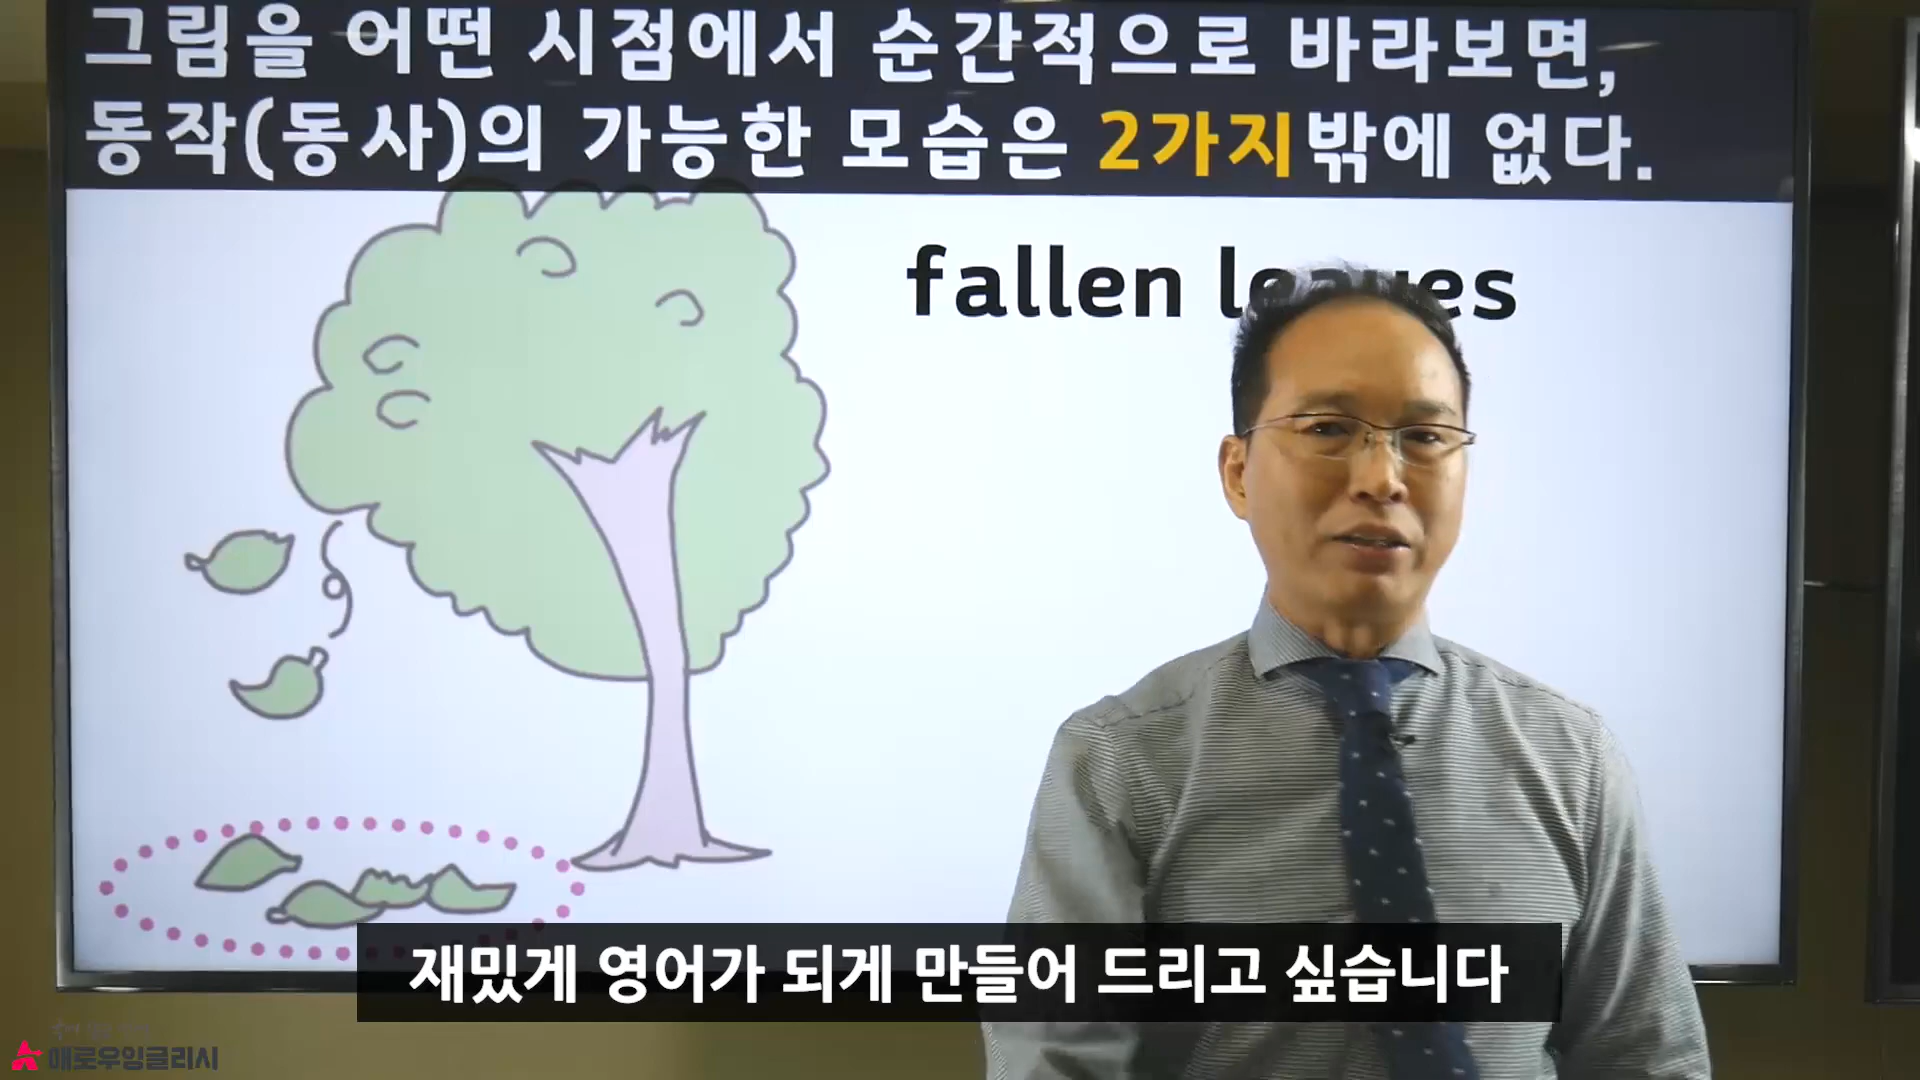 그림을 어떤 시점에서 순간적으로 바라보면,
동작(동사)의 가능한 모습은 2가지밖에 없다.
fallen leaves
재밌게 영어가 되게 만들어 드리고 싶습니다
애로우잉글리시